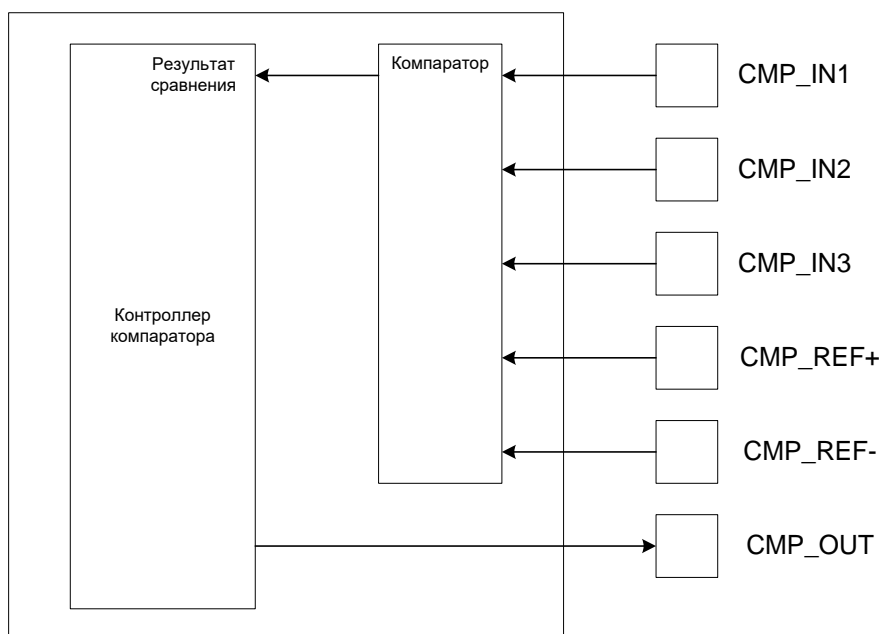 Результат
сравнения
Компаратор
CMP_IN1
CMP_IN2
CMP_IN3
Контроллер
компаратора
CMP_REF+
CMP_REF-
CMP_OUT